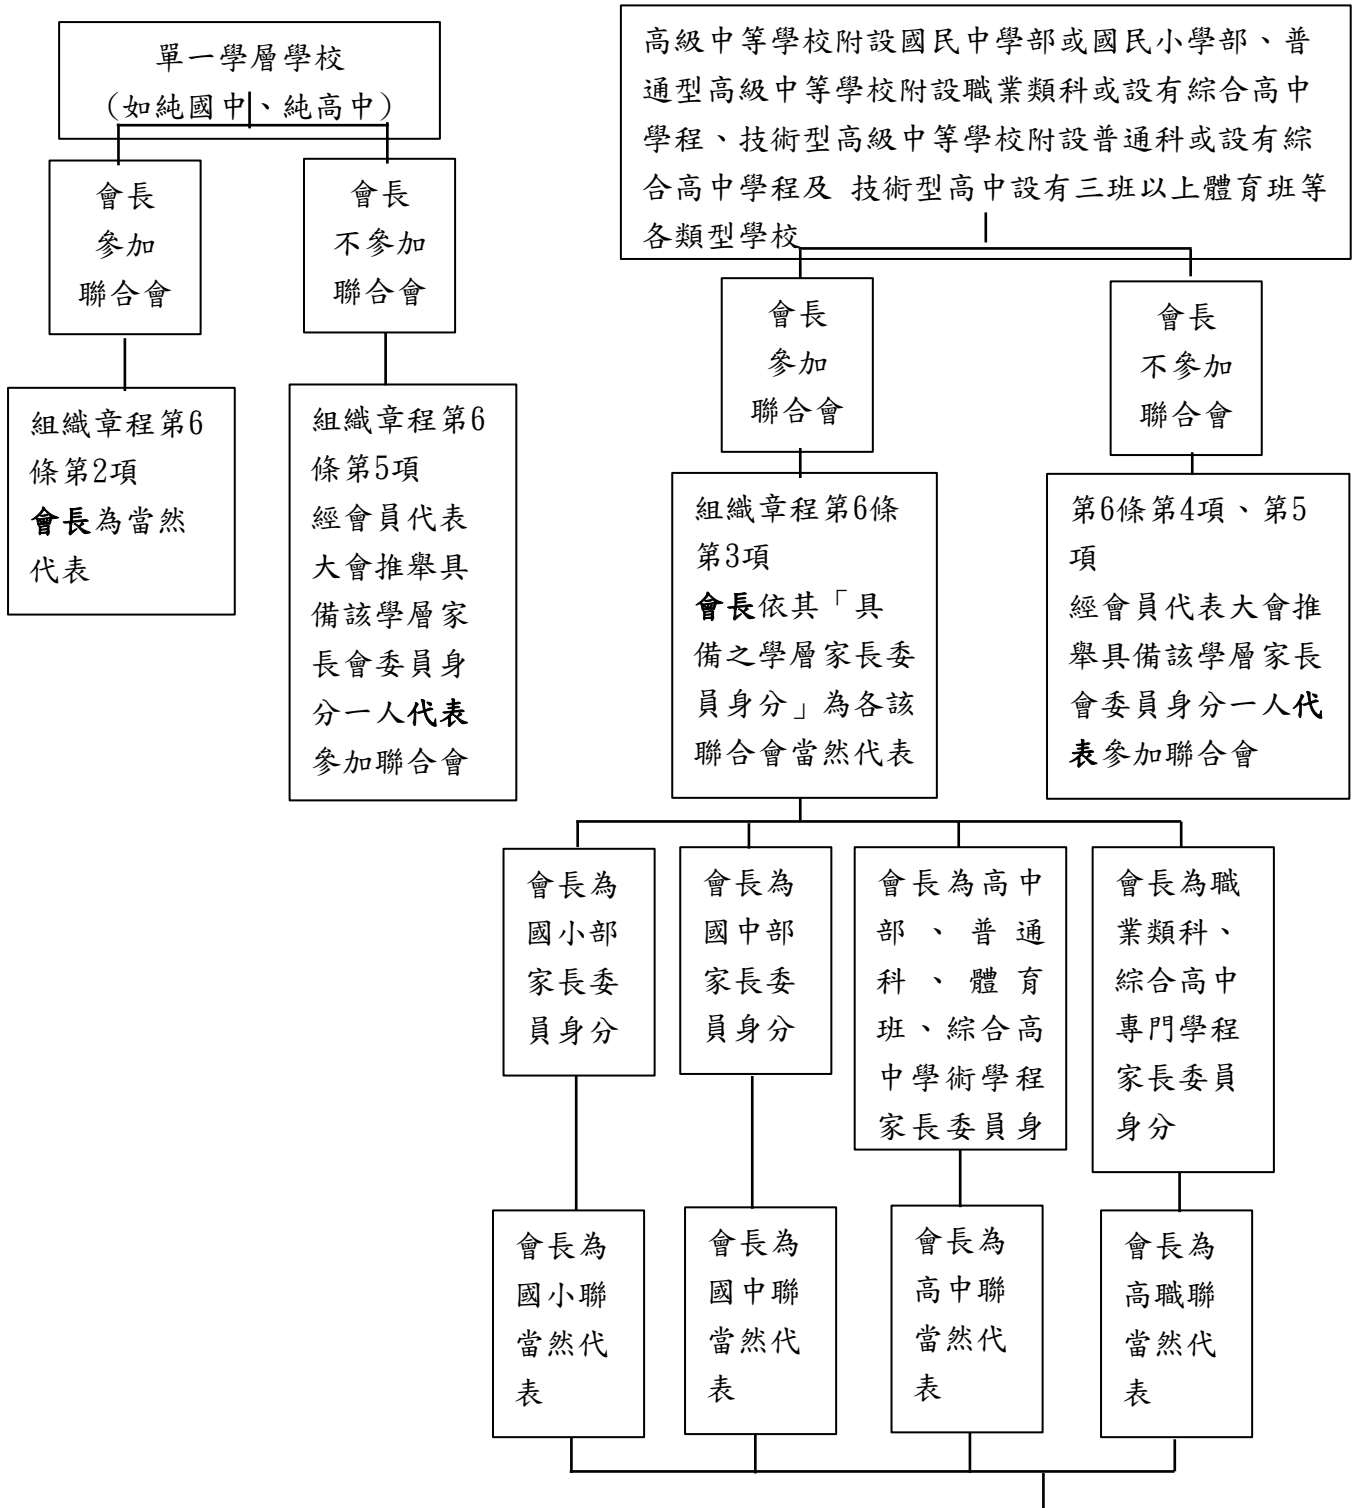 單一學層學校
(如純國中、純高中)
高級中等學校附設國民中學部或國民小學部、普
通型高級中等學校附設職業類科或設有綜合高中
學程、技術型高級中等學校附設普通科或設有綜
合高中學程及 技術型高中設有三班以上體育班等
各類型學校
會長
參加
聯合會
會長
不參加
聯合會
會長
參加
聯合會
會長
不參加
聯合會
組織章程第6
條第2項
會長為當然
代表
組織章程第6
條第5項
經會員代表
大會推舉具
備該學層家
長會委員身
分一人代表
參加聯合會
組織章程第6條
第3項
會長依其「具
備之學層家長委
員身分」為各該
聯合會當然代表
第6條第4項、第5
項
經會員代表大會推
舉具備該學層家長
會委員身分一人代
表參加聯合會
會長為
國小部
家長委
員身分
會長為
國中部
家長委
員身分
會長為高中
部、普通
科、體育
班、綜合高
中學術學程
家長委員身
會長為職
業類科、
綜合高中
專門學程
家長委員
身分
會長為
國小聯
當然代
表
會長為
國中聯
當然代
表
會長為
高中聯
當然代
表
會長為
高職聯
當然代
表